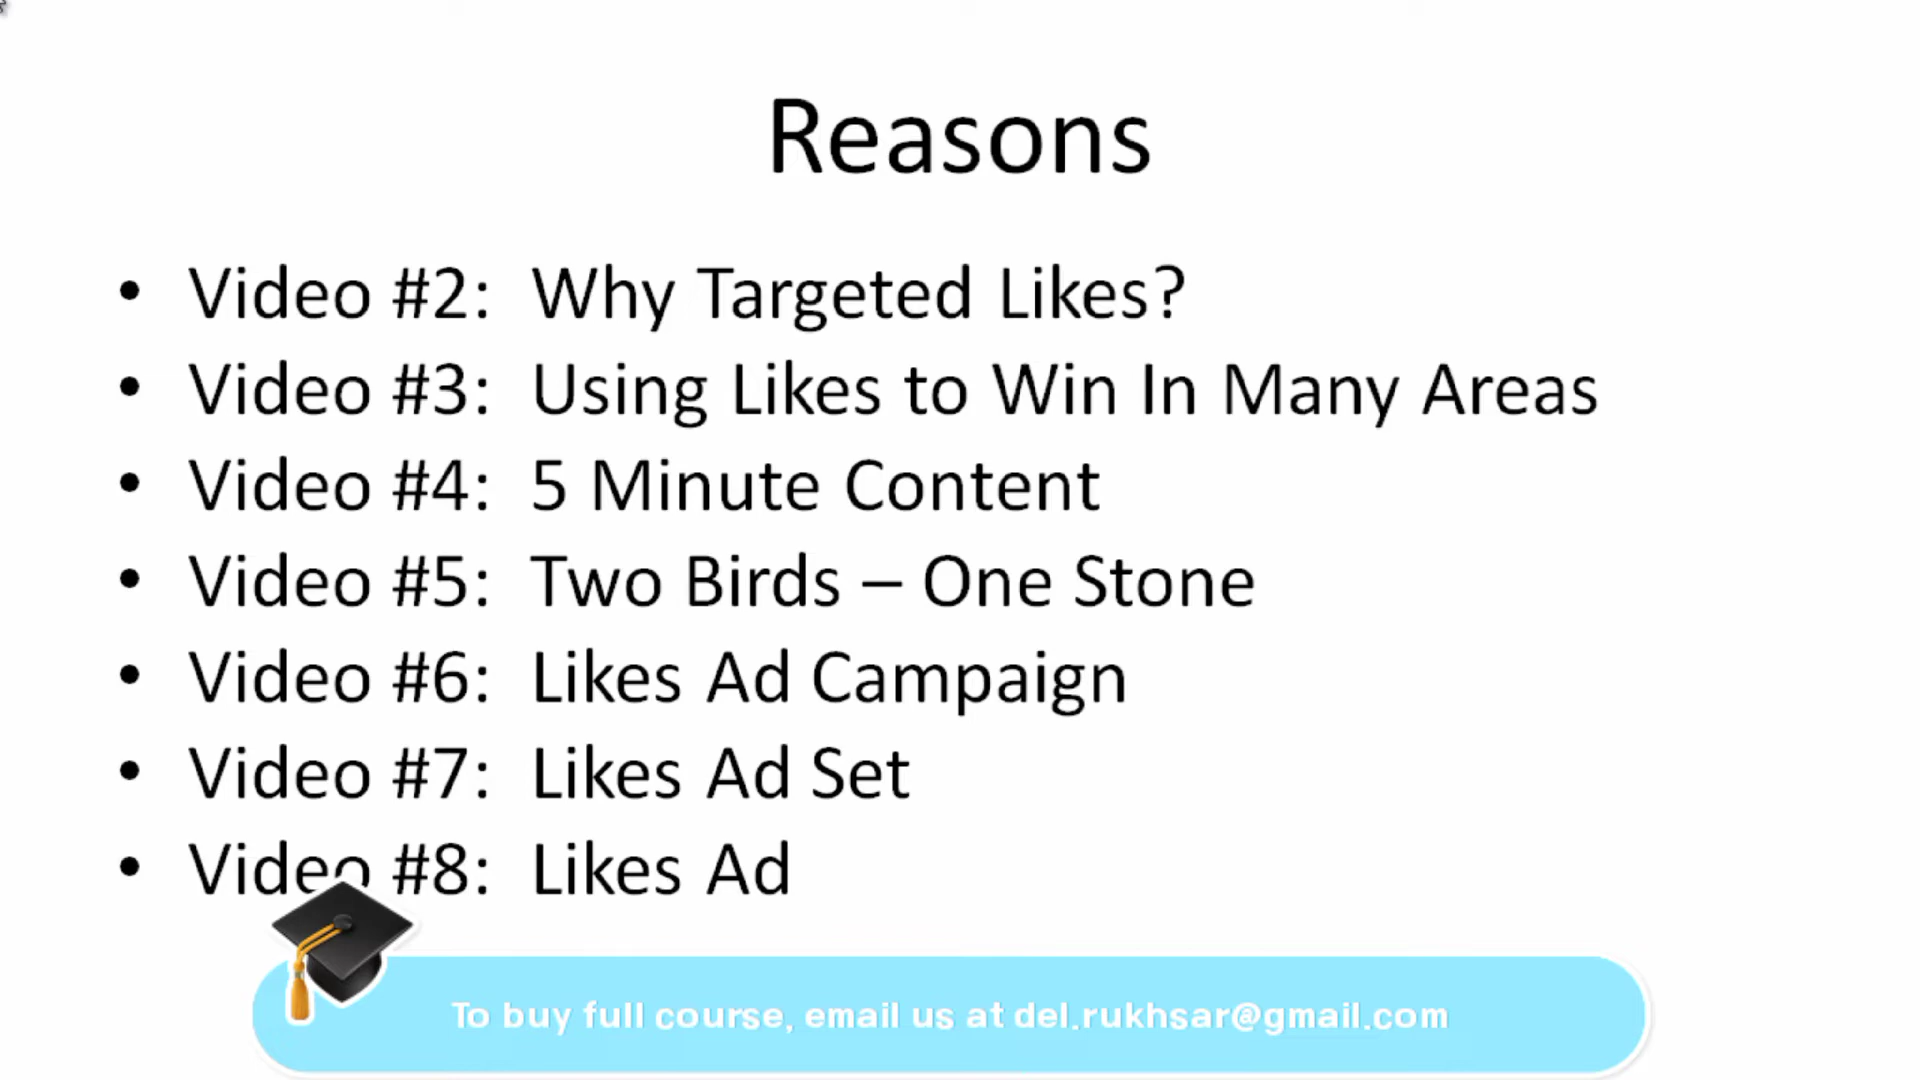 Reasons
• Video #2: Why Targeted Likes?
• Video #3: Using Likes to Win In Many Areas
• Video #4: 5 Minute Content
• Video #5: Two Birds – One Stone
• Video #6: Likes Ad Campaign
• Video #7: Likes Ad Set
• Video #8: Likes Ad
To buy full course, email us at del.rukhsar@gmail.com